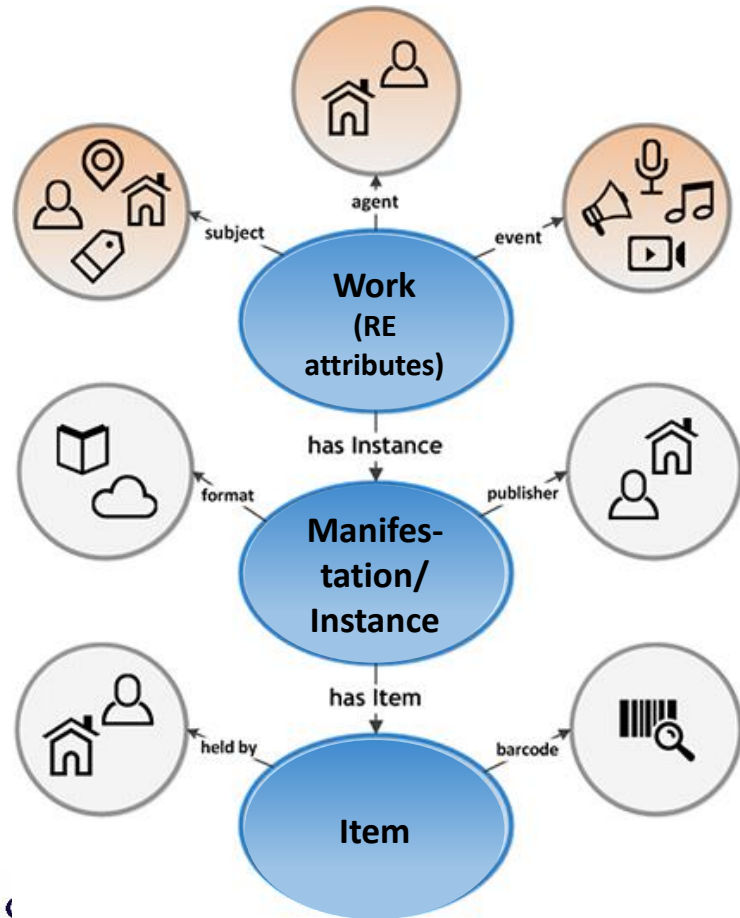 agent
subject
event
Work
(RE
attributes)
has Instance
format
publisher
Manifes-
tation/
Instance
has Item
held by
barcode
Item